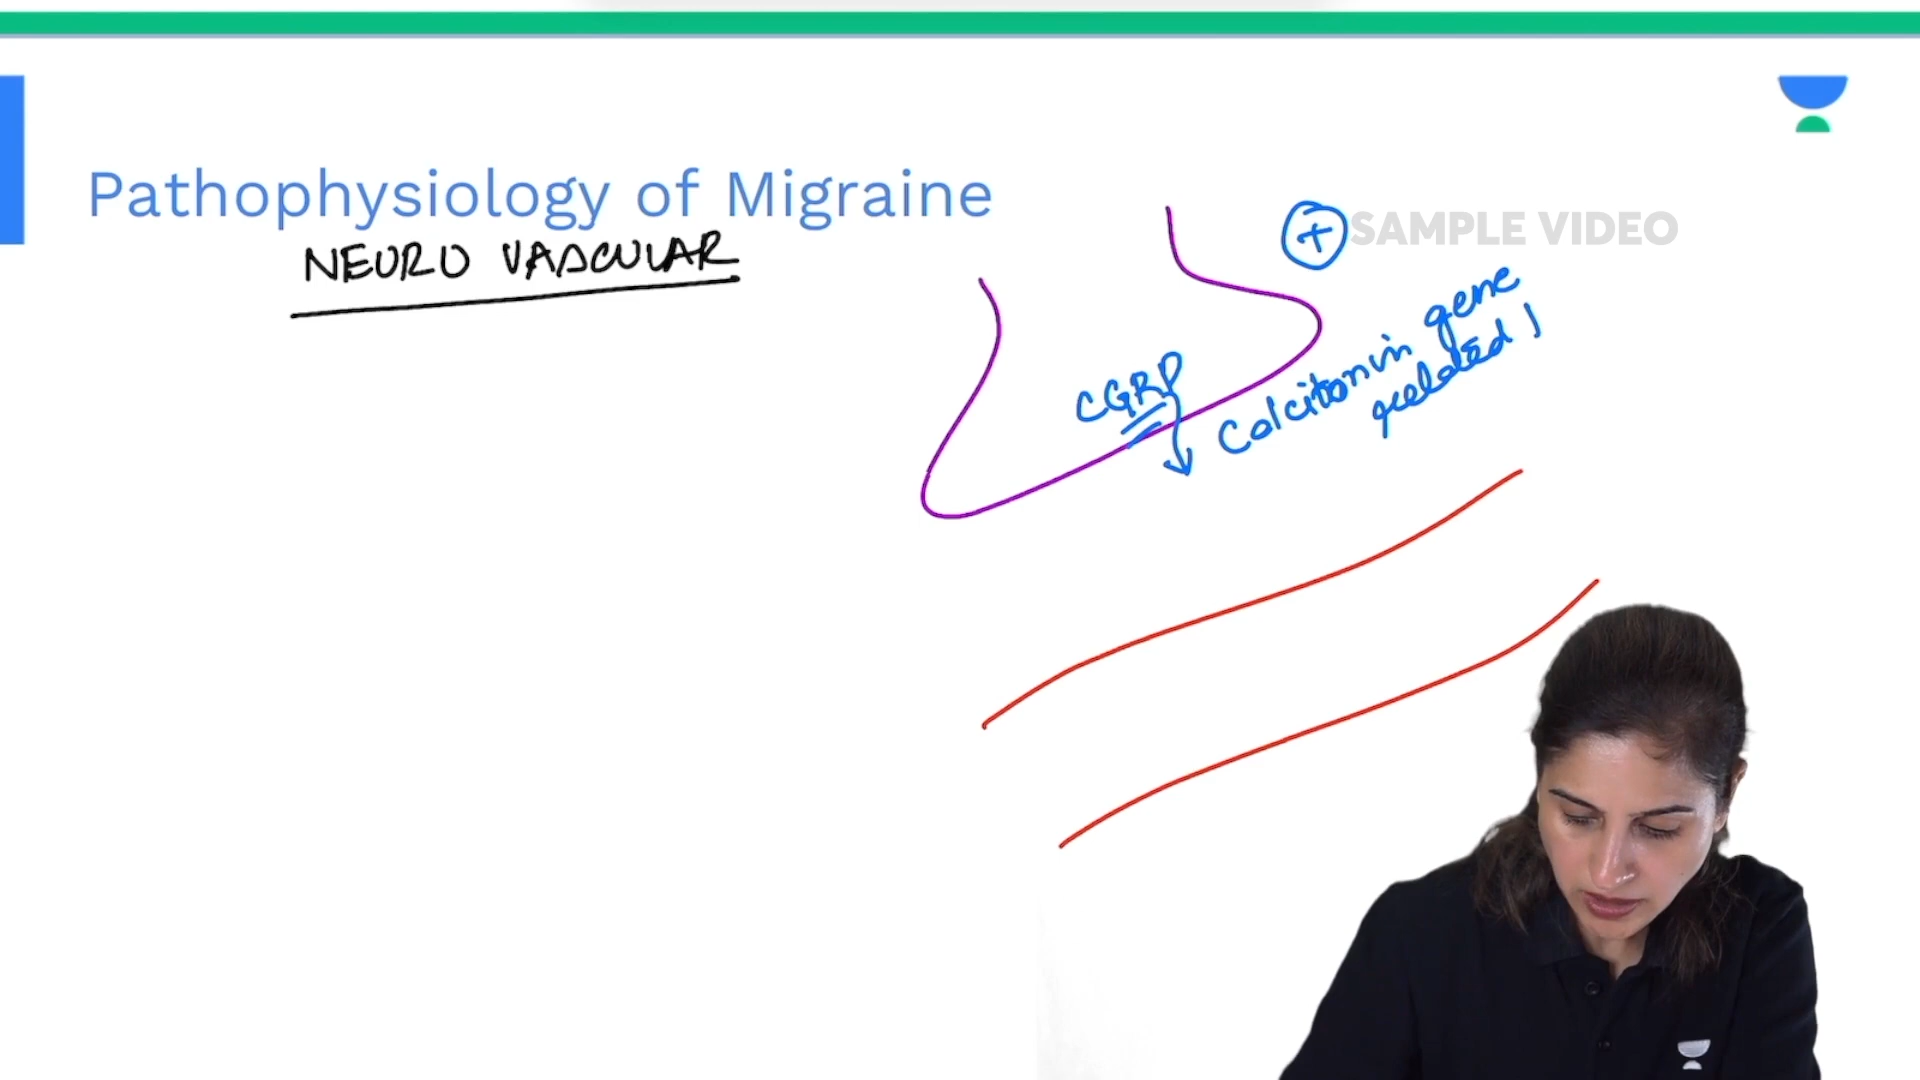 Pathophysiology of Migraine
NEURO VASCULAR
+
SAMPLE VIDEO
CGRP
Calcitonin gene
related